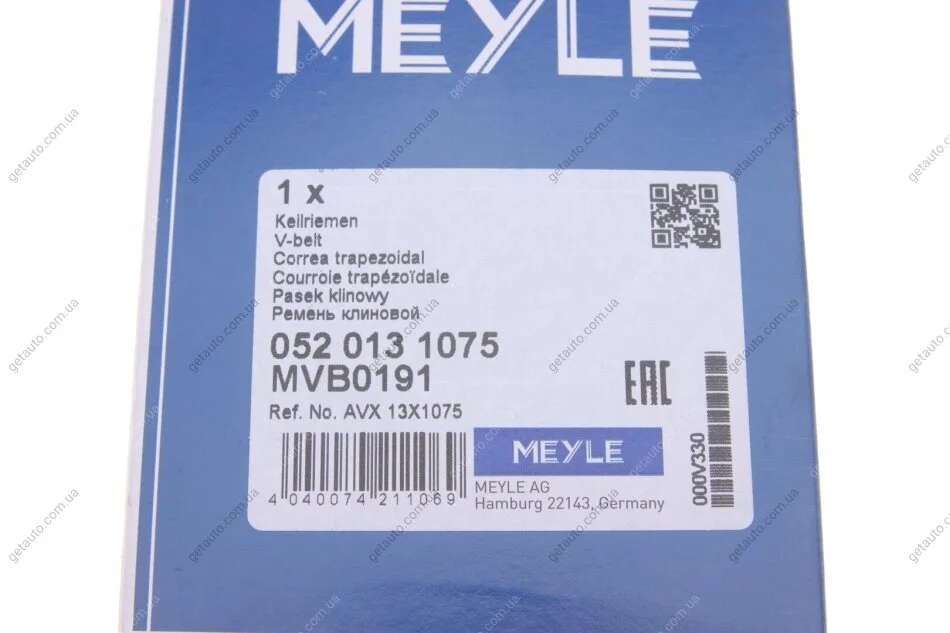 MEYLE
1 x
Keilriemen
V-belt
Correa trapezoidal
Courroie trapézoïdale
Pasek klinowy
Ремень клиновой
052 013 1075
MVB0191
Ref. No. AVX 13X1075
EAC
000V330
4 040074 211069
MEYLE
MEYLE AG
Hamburg 22143, Germany
getauto.com.ua